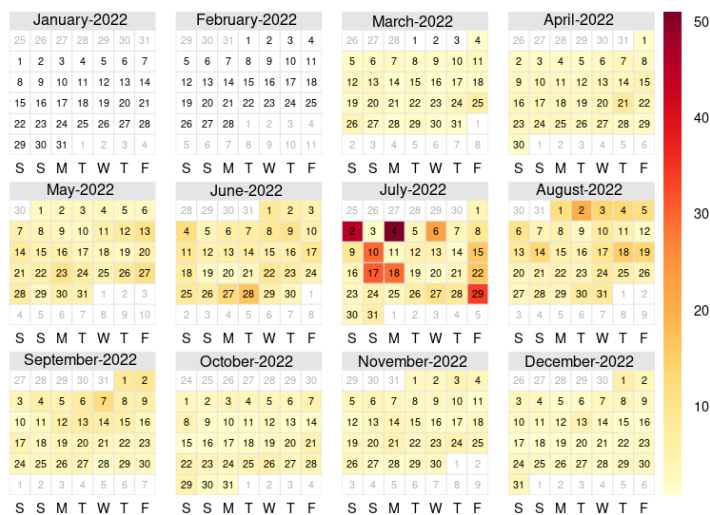 January-2022
25 26 27 28 29 30 31
1 2 3 4 5 6 7
8 9 10 11 12 13 14
15 16 17 18 19 20 21
22 23 24 25 26 27 28
29 30 31 1 2 3 4
S S M T W T F
February-2022
29 30 31 1 2 3 4
5 6 7 8 9 10 11
12 13 14 15 16 17 18
19 20 21 22 23 24 25
26 27 28 1 2 3 4
5 6 7 8 9 10 11
S S M T W T F
March-2022
26 27 28 1 2 3 4
5 6 7 8 9 10 11
12 13 14 15 16 17 18
19 20 21 22 23 24 25
26 27 28 29 30 31 1
2 3 4 5 6 7 8
S S M T W T F
April-2022
26 27 28 29 30 31 1
2 3 4 5 6 7 8
9 10 11 12 13 14 15
16 17 18 19 20 21 22
23 24 25 26 27 28 29
30 1 2 3 4 5 6
S S M T W T F
May-2022
30 1 2 3 4 5 6
7 8 9 10 11 12 13
14 15 16 17 18 19 20
21 22 23 24 25 26 27
28 29 30 31 1 2 3
4 5 6 7 8 9 10
S S M T W T F
June-2022
28 29 30 31 1 2 3
4 5 6 7 8 9 10
11 12 13 14 15 16 17
18 19 20 21 22 23 24
25 26 27 28 29 30 1
2 3 4 5 6 7 8
S S M T W T F
July-2022
25 26 27 28 29 30 1
2 3 4 5 6 7 8
9 10 11 12 13 14 15
16 17 18 19 20 21 22
23 24 25 26 27 28 29
30 31 1 2 3 4 5
S S M T W T F
August-2022
30 31 1 2 3 4 5
6 7 8 9 10 11 12
13 14 15 16 17 18 19
20 21 22 23 24 25 26
27 28 29 30 31 1 2
3 4 5 6 7 8 9
S S M T W T F
September-2022
27 28 29 30 31 1 2
3 4 5 6 7 8 9
10 11 12 13 14 15 16
17 18 19 20 21 22 23
24 25 26 27 28 29 30
1 2 3 4 5 6 7
S S M T W T F
October-2022
24 25 26 27 28 29 30
1 2 3 4 5 6 7
8 9 10 11 12 13 14
15 16 17 18 19 20 21
22 23 24 25 26 27 28
29 30 31 1 2 3 4
S S M T W T F
November-2022
29 30 31 1 2 3 4
5 6 7 8 9 10 11
12 13 14 15 16 17 18
19 20 21 22 23 24 25
26 27 28 29 30 1 2
3 4 5 6 7 8 9
S S M T W T F
December-2022
26 27 28 29 30 1 2
3 4 5 6 7 8 9
10 11 12 13 14 15 16
17 18 19 20 21 22 23
24 25 26 27 28 29 30
31 1 2 3 4 5 6
S S M T W T F
50
40
30
20
10